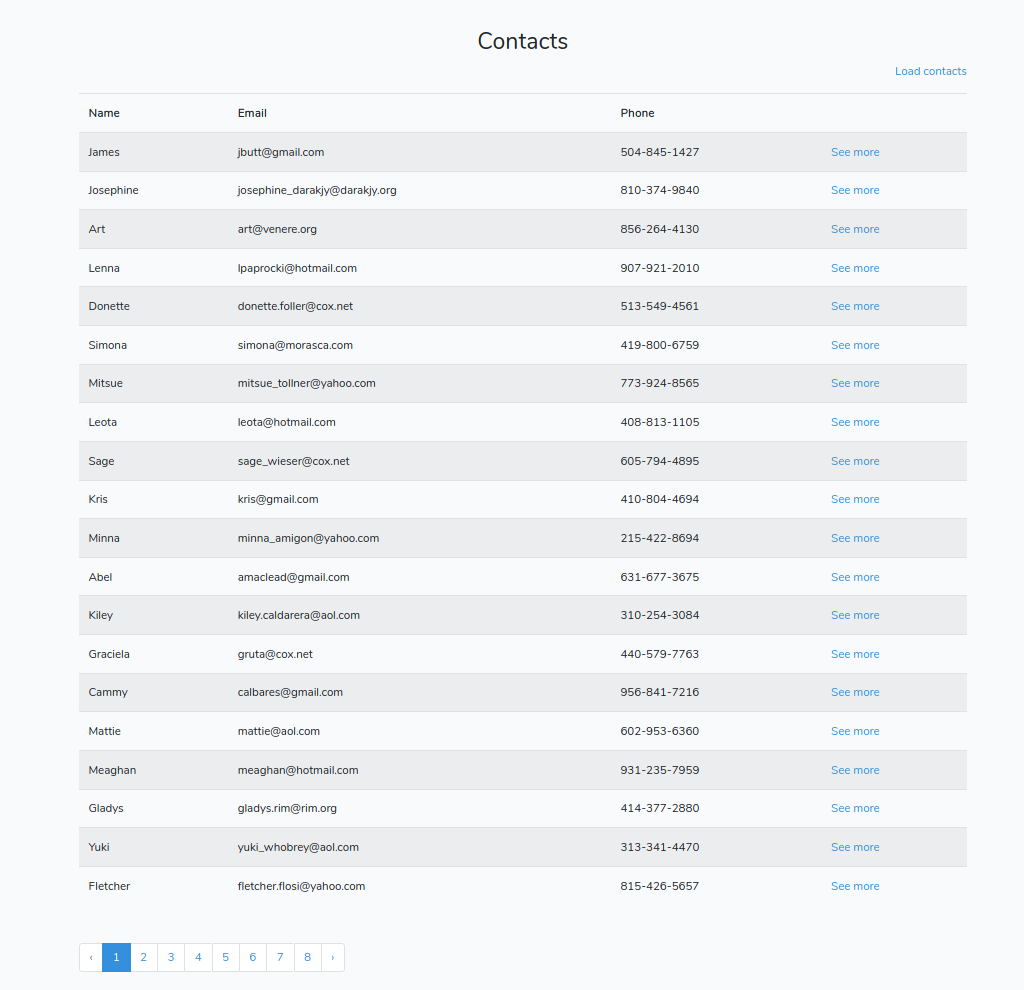 Contacts
Load contacts
Name Email Phone
James jbutt@gmail.com 504-845-1427 See more
Josephine josephine_darakjy@darakjy.org 810-374-9840 See more
Art art@venere.org 856-264-4130 See more
Lenna lpaprocki@hotmail.com 907-921-2010 See more
Donette donette.foller@cox.net 513-549-4561 See more
Simona simona@morasca.com 419-800-6759 See more
Mitsue mitsue_tollner@yahoo.com 773-924-8565 See more
Leota leota@hotmail.com 408-813-1105 See more
Sage sage_wieser@cox.net 605-794-4895 See more
Kris kris@gmail.com 410-804-4694 See more
Minna minna_amigon@yahoo.com 215-422-8694 See more
Abel amaclead@gmail.com 631-677-3675 See more
Kiley kiley.caldarera@aol.com 310-254-3084 See more
Graciela gruta@cox.net 440-579-7763 See more
Cammy calbares@gmail.com 956-841-7216 See more
Mattie mattie@aol.com 602-953-6360 See more
Meaghan meaghan@hotmail.com 931-235-7959 See more
Gladys gladys.rim@rim.org 414-377-2880 See more
Yuki yuki_whobrey@aol.com 313-341-4470 See more
Fletcher fletcher.flosi@yahoo.com 815-426-5657 See more
‹ 1 2 3 4 5 6 7 8 ›